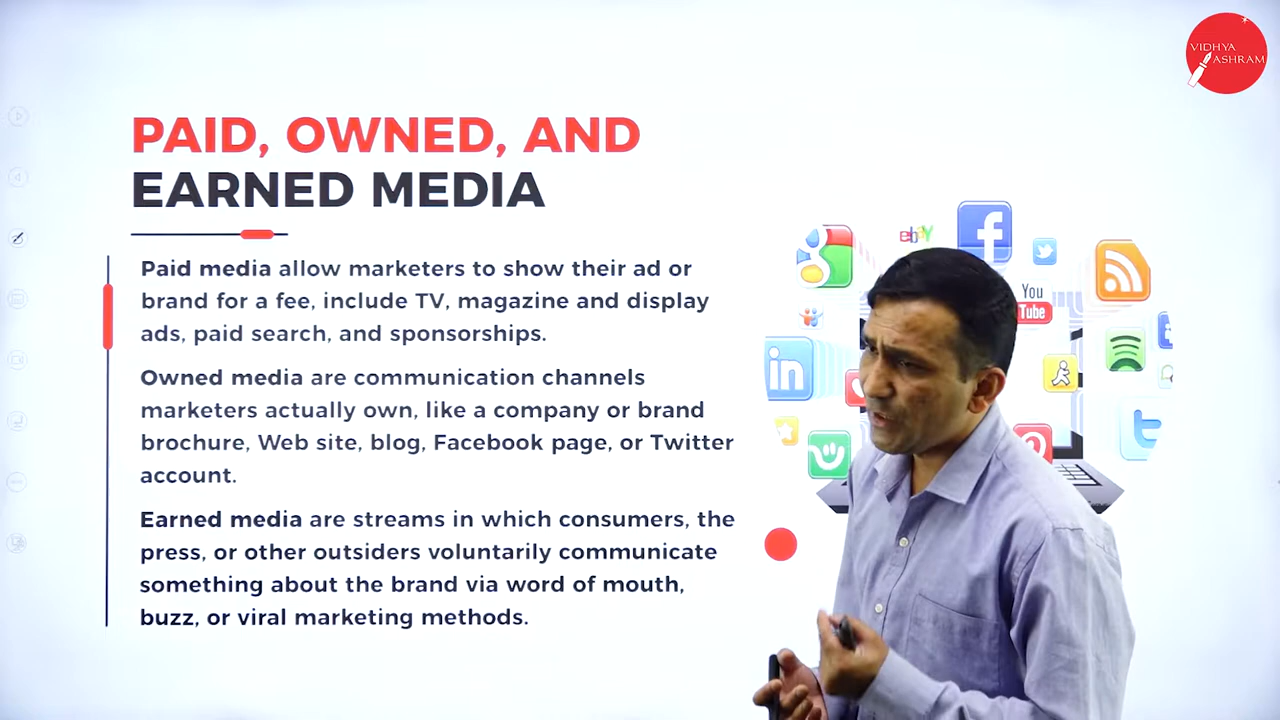 VIDHYA
ASHRAM
PAID, OWNED, AND
EARNED MEDIA
Paid media allow marketers to show their ad or
brand for a fee, include TV, magazine and display
ads, paid search, and sponsorships.
Owned media are communication channels
marketers actually own, like a company or brand
brochure, Web site, blog, Facebook page, or Twitter
account.
Earned media are streams in which consumers, the
press, or other outsiders voluntarily communicate
something about the brand via word of mouth,
buzz, or viral marketing methods.
ebay
You
Tube
in